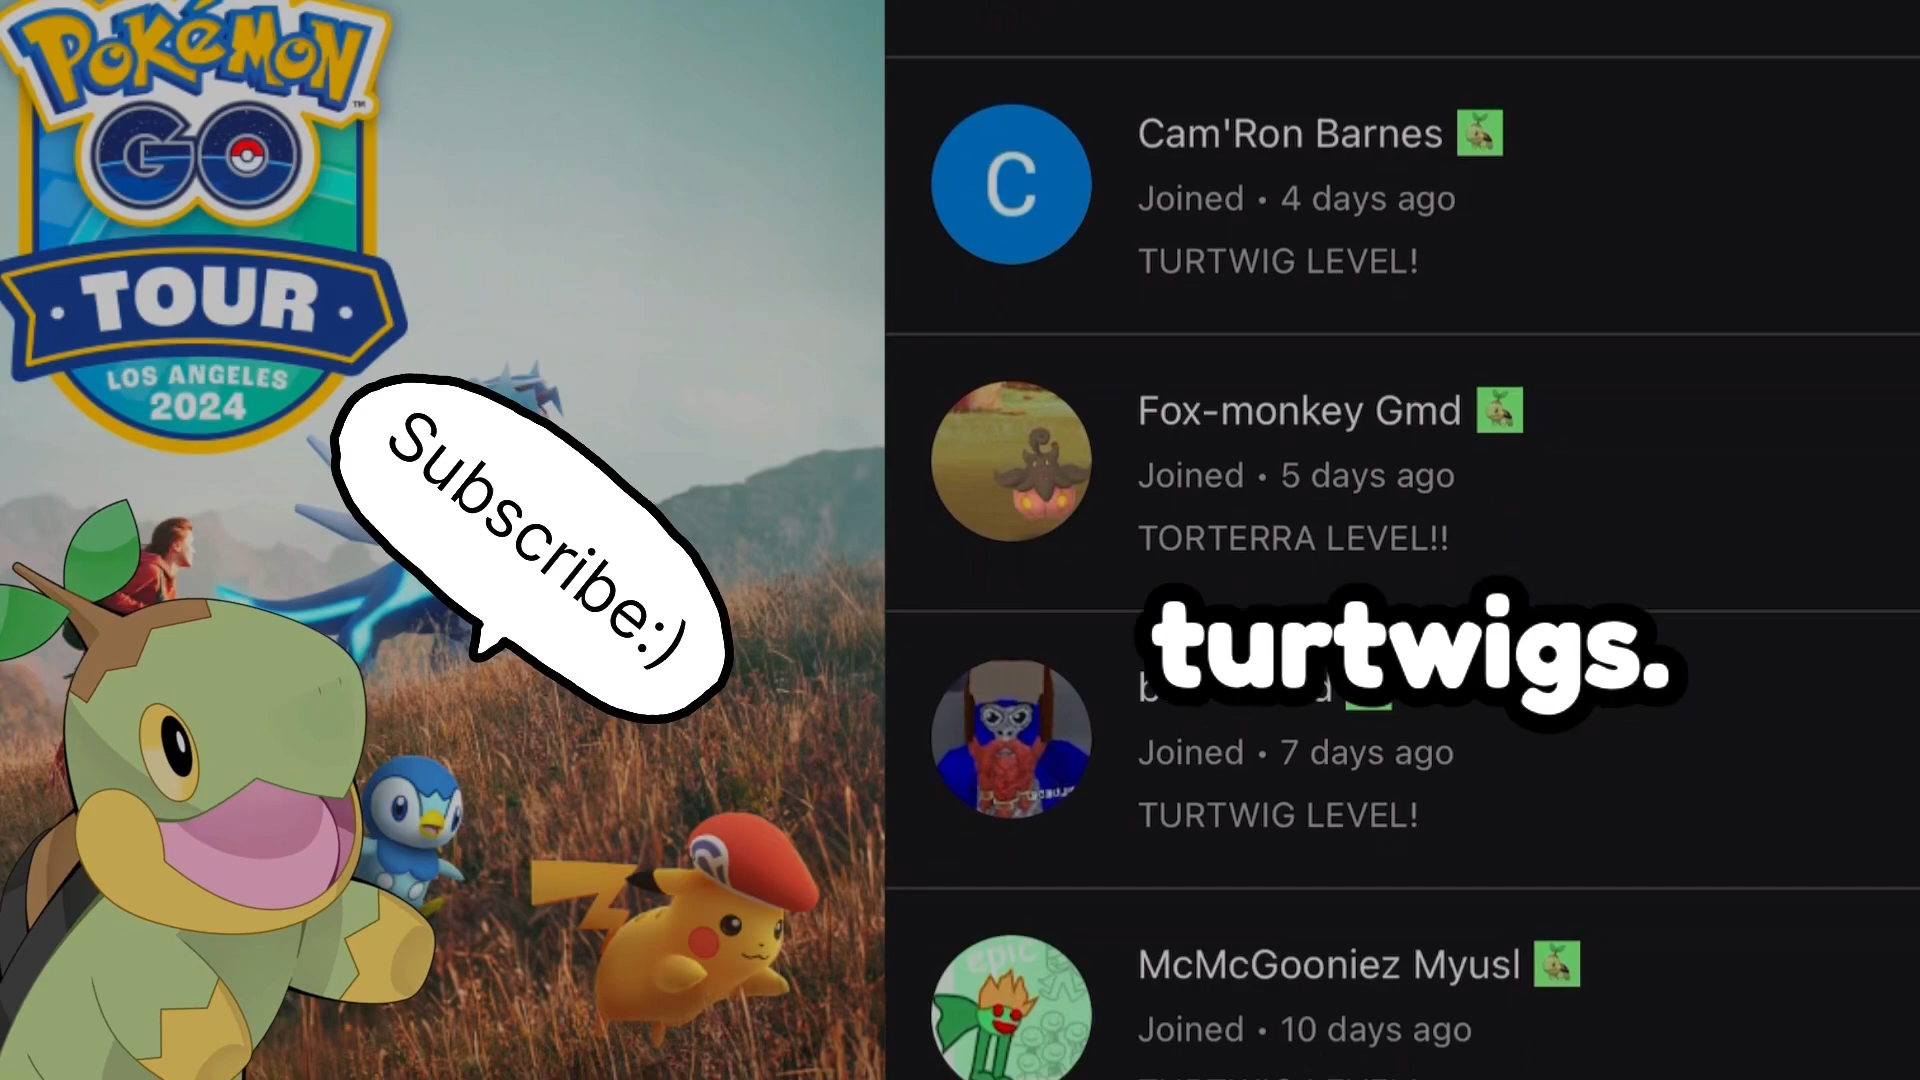 POKÉMON
GO
TOUR
LOS ANGELES
2024
Subscribe:)
C
Cam'Ron Barnes
Joined • 4 days ago
TURTWIG LEVEL!
Fox-monkey Gmd
Joined • 5 days ago
TORTERRA LEVEL!!
turtwigs.
Joined • 7 days ago
TURTWIG LEVEL!
epic
McMcGooniez Myusl
Joined • 10 days ago